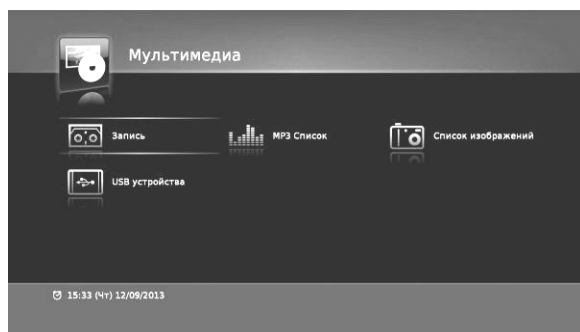 Мультимедиа
Запись
MP3 Список
Список изображений
USB устройства
15:33 (Чт) 12/09/2013